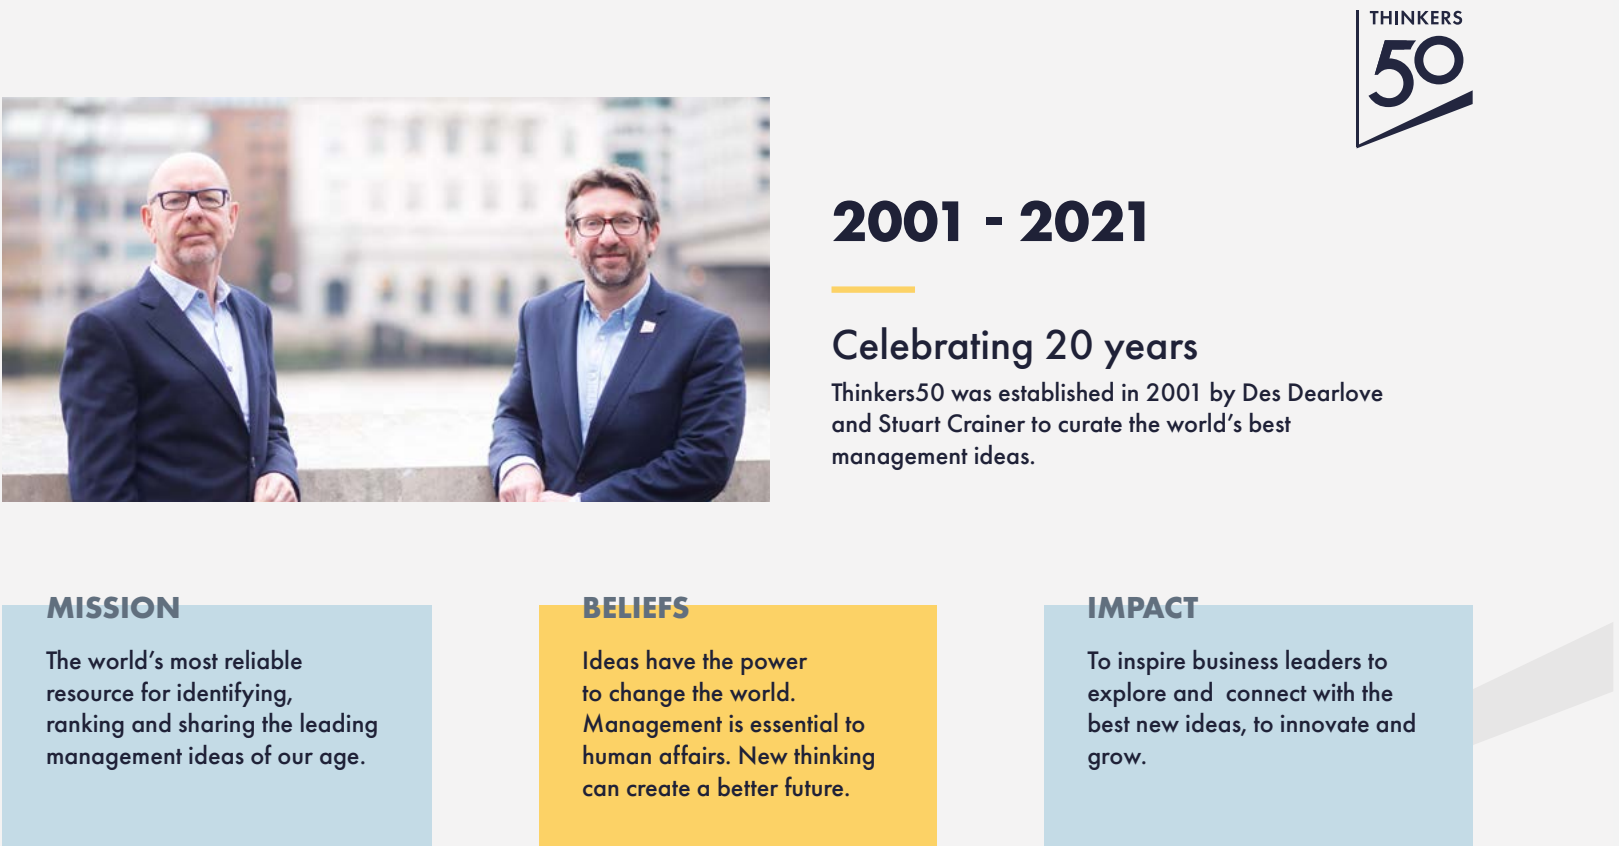 THINKERS
50
2001 - 2021
Celebrating 20 years
Thinkers50 was established in 2001 by Des Dearlove
and Stuart Crainer to curate the world’s best
management ideas.
MISSION
The world’s most reliable
resource for identifying,
ranking and sharing the leading
management ideas of our age.
BELIEFS
Ideas have the power
to change the world.
Management is essential to
human affairs. New thinking
can create a better future.
IMPACT
To inspire business leaders to
explore and  connect with the
best new ideas, to innovate and
grow.